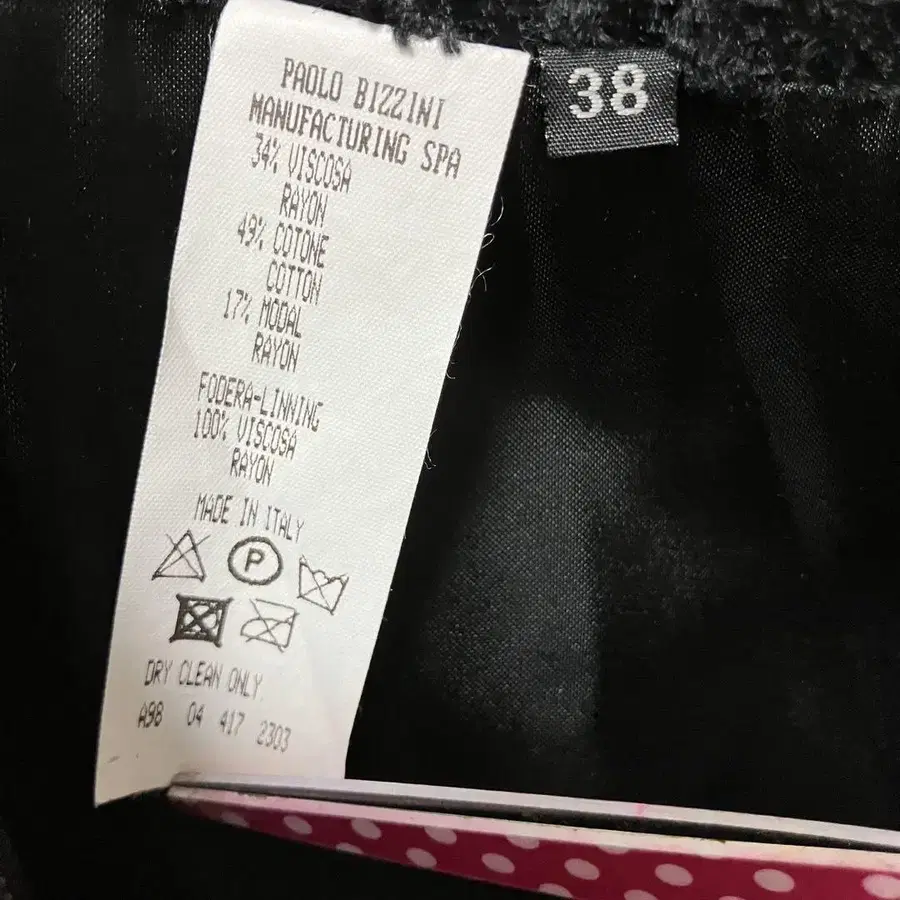 PAOLO BIZZINI
MANUFACTURING SPA
34% VISCOSA
RAYON
49% COTONE
COTTON
17% MODAL
RAYON
FODERA-LINNING
100% VISCOSA
RAYON
MADE IN ITALY
P
DRY CLEAN ONLY
A98 04 417 2303
38